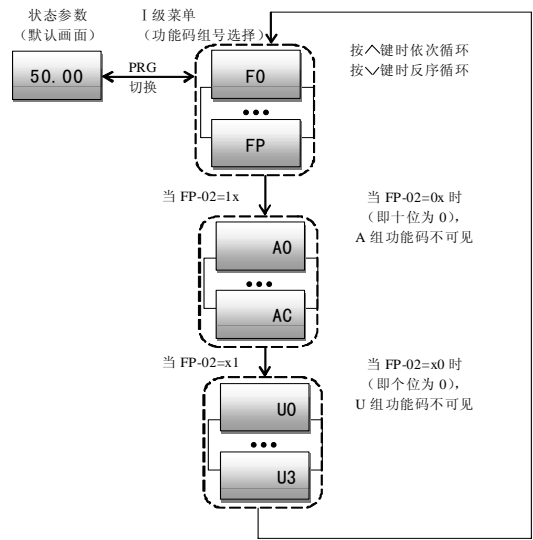 状态参数
（默认画面）
I 级菜单
（功能码组号选择）
50.00
PRG
切换
F0
•••
FP
按∧键时依次循环
按∨键时反序循环
当 FP-02=1x
当 FP-02=0x 时
（即十位为 0），
A 组功能码不可见
A0
•••
AC
当 FP-02=x1
当 FP-02=x0 时
（即个位为 0），
U 组功能码不可见
U0
•••
U3